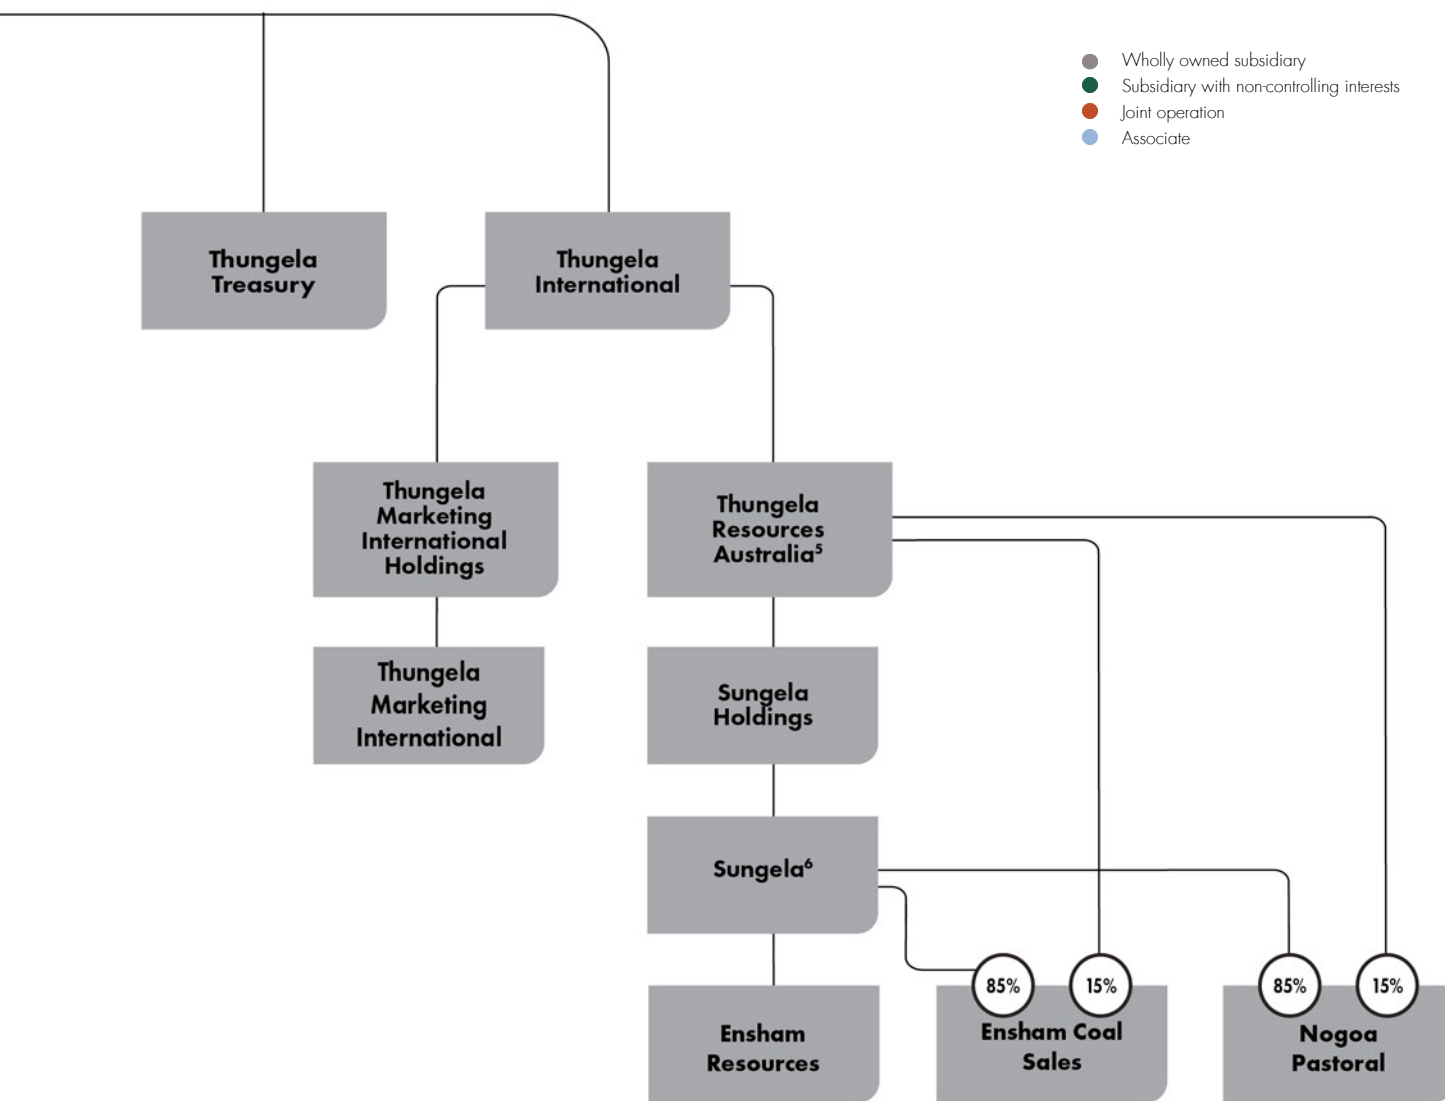 Wholly owned subsidiary
Subsidiary with non-controlling interests
Joint operation
Associate
Thungela
Treasury
Thungela
International
Thungela
Marketing
International
Holdings
Thungela
Resources
Australia⁵
Thungela
Marketing
International
Sungela
Holdings
Sungela⁶
85%
15%
85%
15%
Ensham
Resources
Ensham Coal
Sales
Nogoa
Pastoral